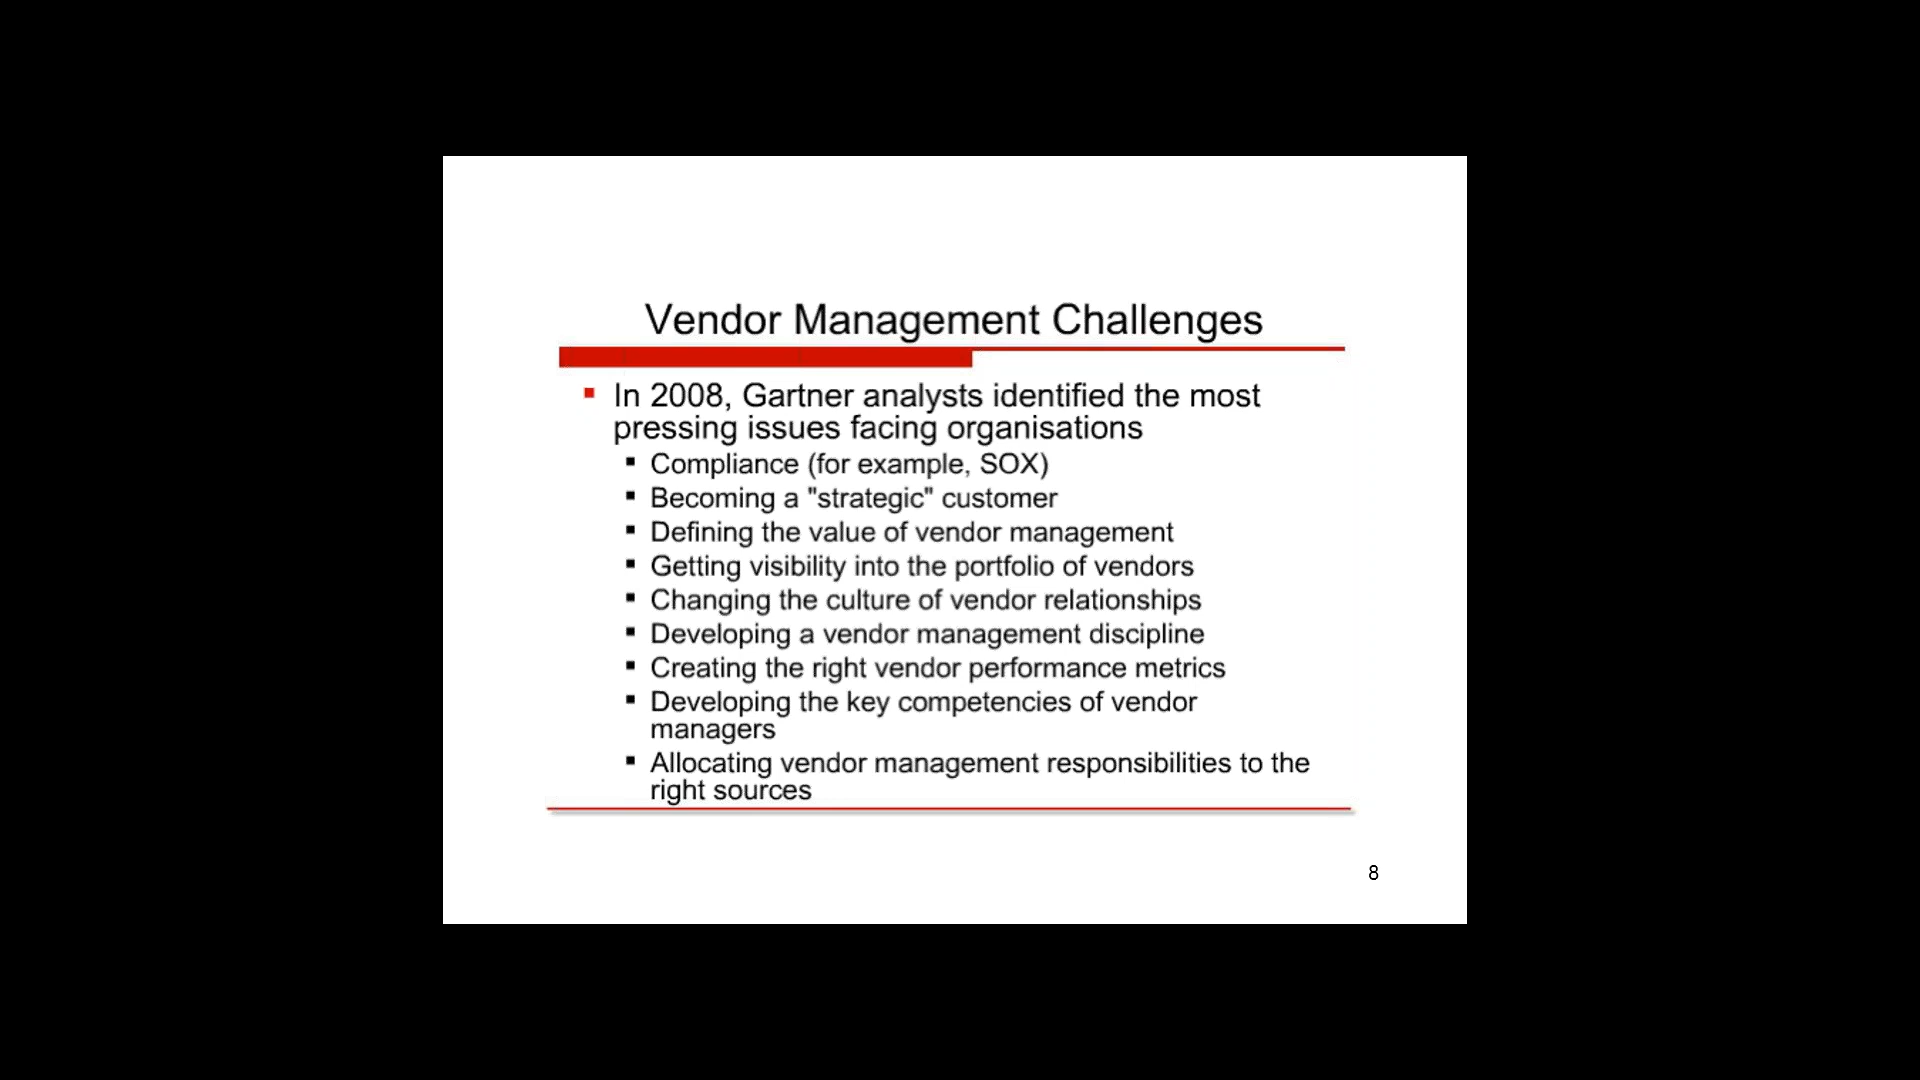 Vendor Management Challenges
In 2008, Gartner analysts identified the most
pressing issues facing organisations
Compliance (for example, SOX)
Becoming a "strategic" customer
Defining the value of vendor management
Getting visibility into the portfolio of vendors
Changing the culture of vendor relationships
Developing a vendor management discipline
Creating the right vendor performance metrics
Developing the key competencies of vendor
managers
Allocating vendor management responsibilities to the
right sources
8